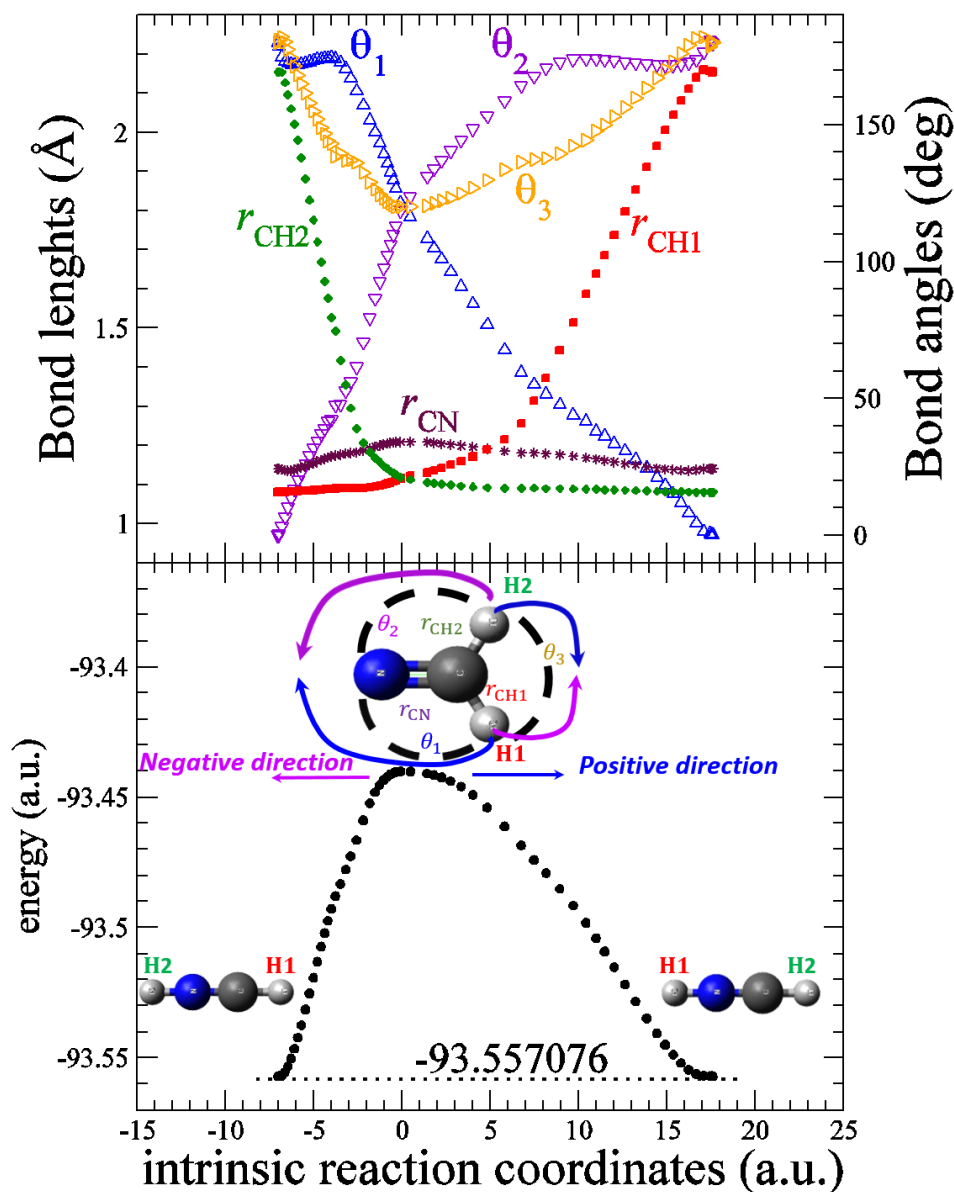 θ1
θ2
θ3
rCH2
rCH1
rCN
Bond lenghts (Å)
2
1.5
1
Bond angles (deg)
150
100
50
0
H2
θ2
rCH2
θ3
N
C
rCH1
rCN
θ1
H1
Negative direction
Positive direction
energy (a.u.)
-93.4
-93.45
-93.5
-93.55
H2
H1
N
C
H1
H2
N
C
-93.557076
-15
-10
-5
0
5
10
15
20
25
intrinsic reaction coordinates (a.u.)